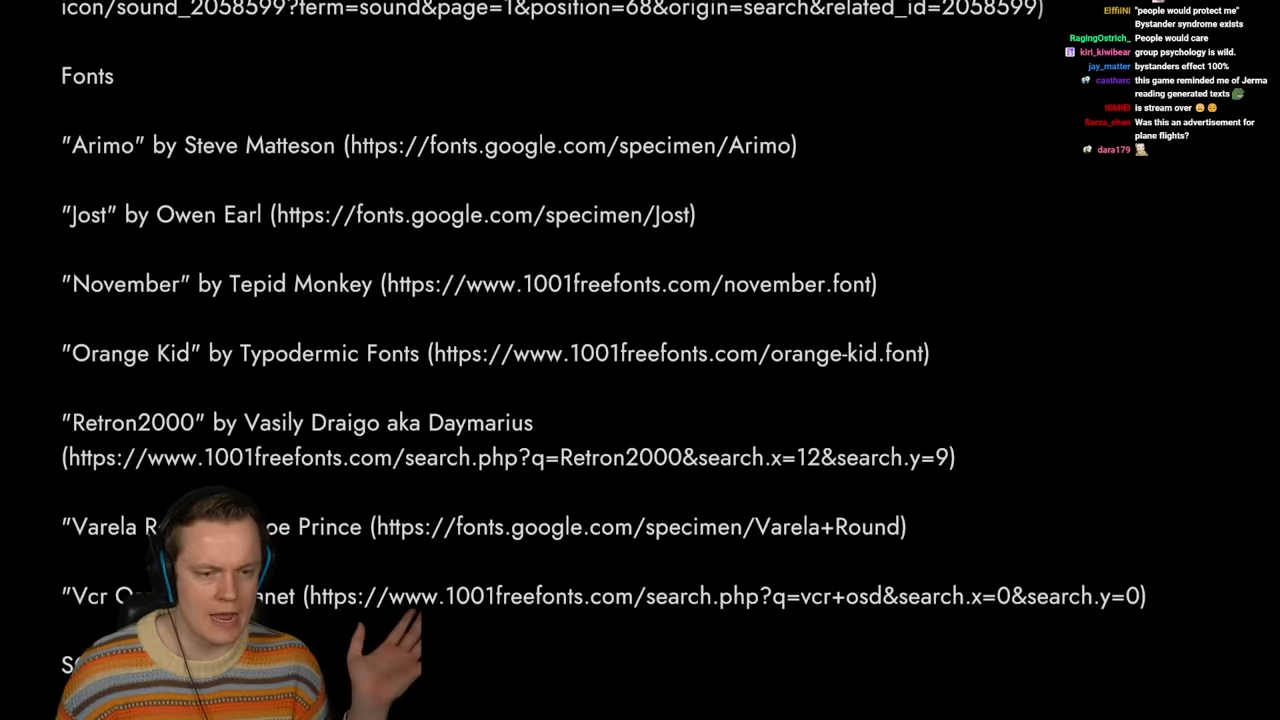 icon/sound_2058599?term=sound&page=1&position=68&origin=search&related_id=2058599)
Fonts
"Arimo" by Steve Matteson (https://fonts.google.com/specimen/Arimo)
"Jost" by Owen Earl (https://fonts.google.com/specimen/Jost)
"November" by Tepid Monkey (https://www.1001freefonts.com/november.font)
"Orange Kid" by Typodermic Fonts (https://www.1001freefonts.com/orange-kid.font)
"Retron2000" by Vasily Draigo aka Daymarius
(https://www.1001freefonts.com/search.php?q=Retron2000&search.x=12&search.y=9)
"Varela Prince (https://fonts.google.com/specimen/Varela+Round)
"Vcr (https://www.1001freefonts.com/search.php?q=vcr+osd&search.x=0&search.y=0)
ElffiiNi "people would protect me"
Bystander syndrome exists
RagingOstrich_ People would care
kiri_kiwibear group psychology is wild.
jay_matter bystanders effect 100%
castharc this game reminded me of Jerma
reading generated texts
is stream over
Sarza_chan Was this an advertisement for
plane flights?
dara179